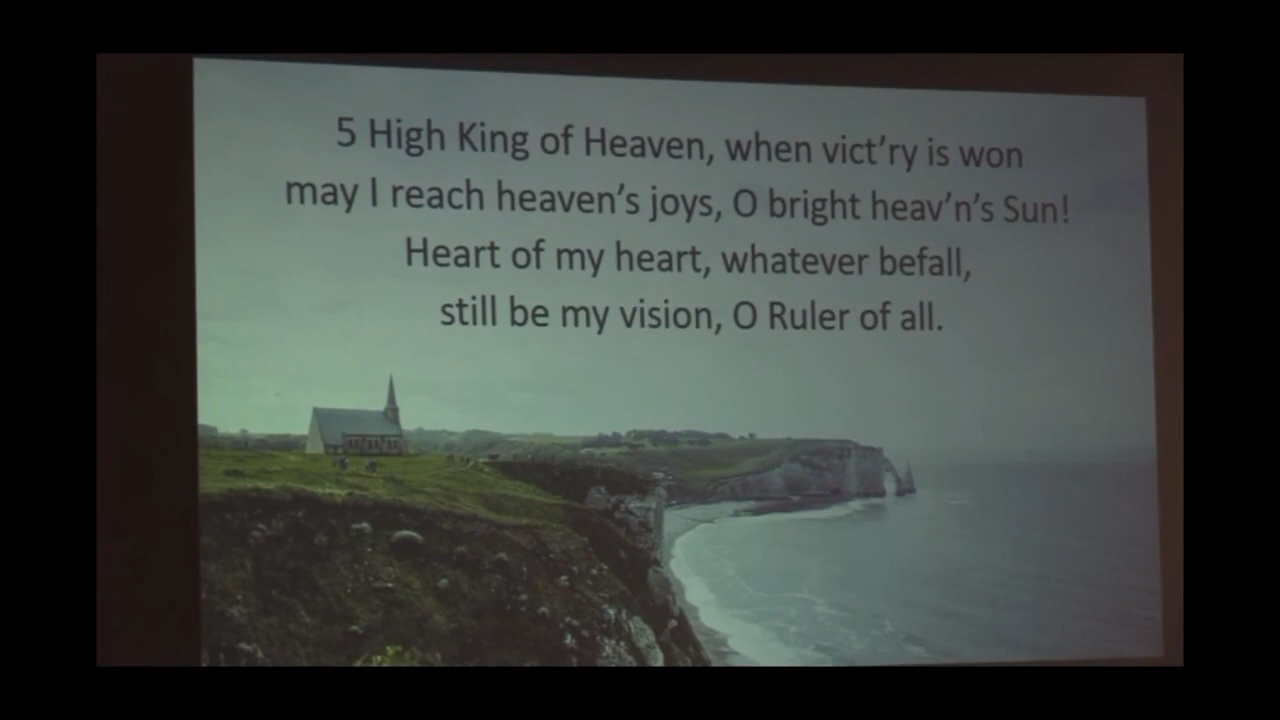 5 High King of Heaven, when vict'ry is won
may I reach heaven's joys, O bright heav'n's Sun!
Heart of my heart, whatever befall,
still be my vision, O Ruler of all.